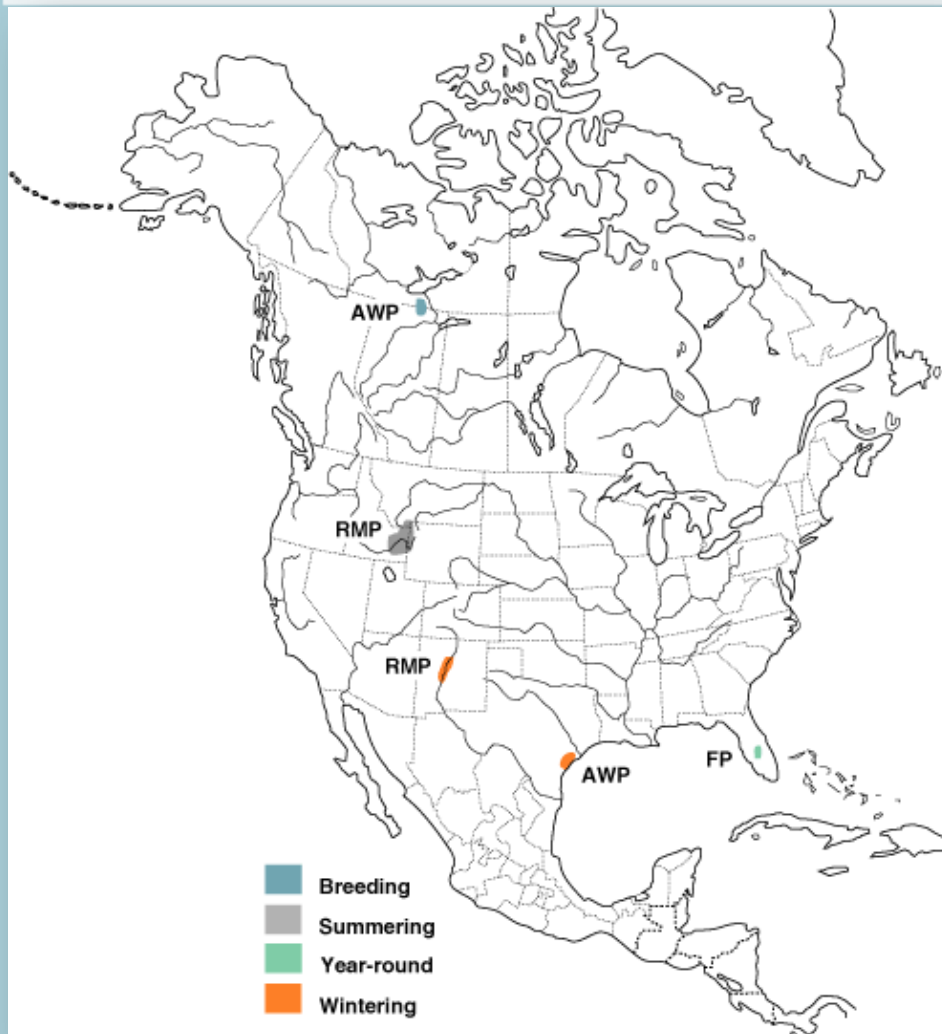 AWP
RMP
RMP
FP
AWP
Breeding
Summering
Year-round
Wintering